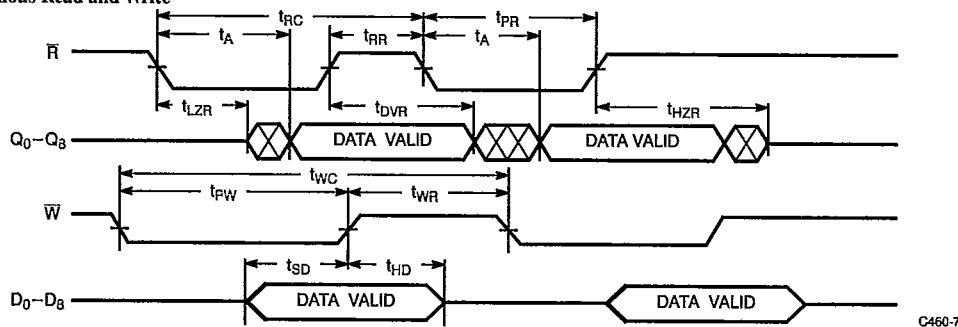 tRC tPR
tA tRR tA
R̅
tLZR tDVR tHZR
Q0–Q8 DATA VALID DATA VALID
tWC
tPW tWR
W̅
tSD tHD
D0–D8 DATA VALID DATA VALID
C460-7